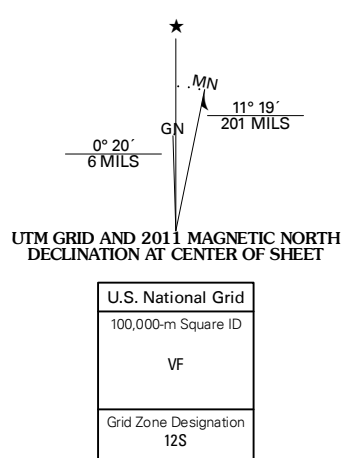 ★
MN
GN
11° 19´
201 MILS
0° 20´
6 MILS
UTM GRID AND 2011 MAGNETIC NORTH
DECLINATION AT CENTER OF SHEET
U.S. National Grid
100,000-m Square ID
VF
Grid Zone Designation
12S